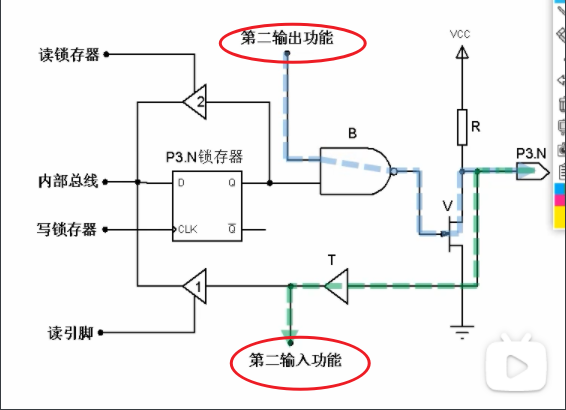 第二输出功能
VCC
读锁存器
2
R
B
P3.N锁存器
P3.N
内部总线
D
Q
V
写锁存器
CLK
Q̅
T
1
读引脚
第二输入功能